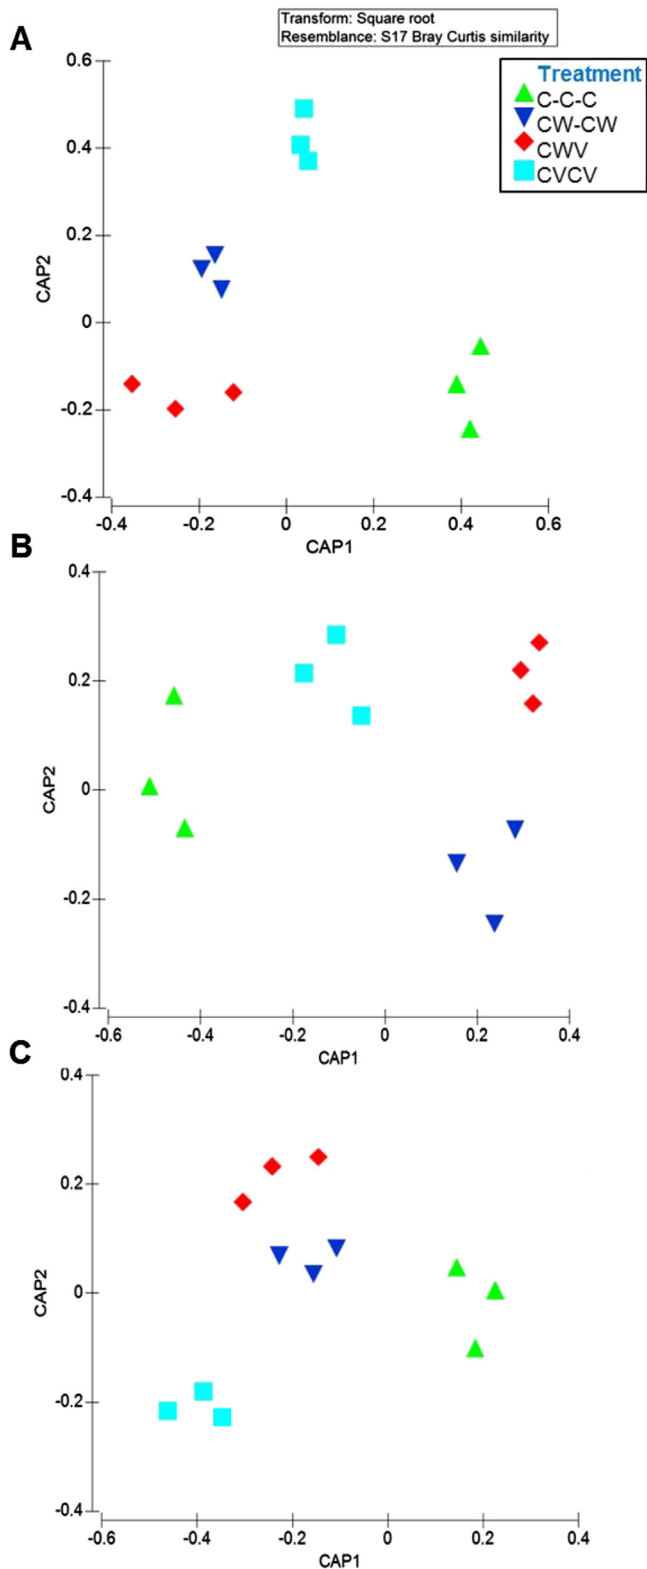 Transform: Square root
Resemblance: S17 Bray Curtis similarity
A
Treatment
C-C-C
CW-CW
CWV
CVCV
0.6
0.4
0.2
0
-0.2
-0.4
CAP2
-0.4
-0.2
0
0.2
0.4
0.6
CAP1
B
0.4
0.2
0
-0.2
-0.4
CAP2
-0.6
-0.4
-0.2
0
0.2
0.4
CAP1
C
0.4
0.2
0
-0.2
-0.4
CAP2
-0.6
-0.4
-0.2
0
0.2
0.4
CAP1